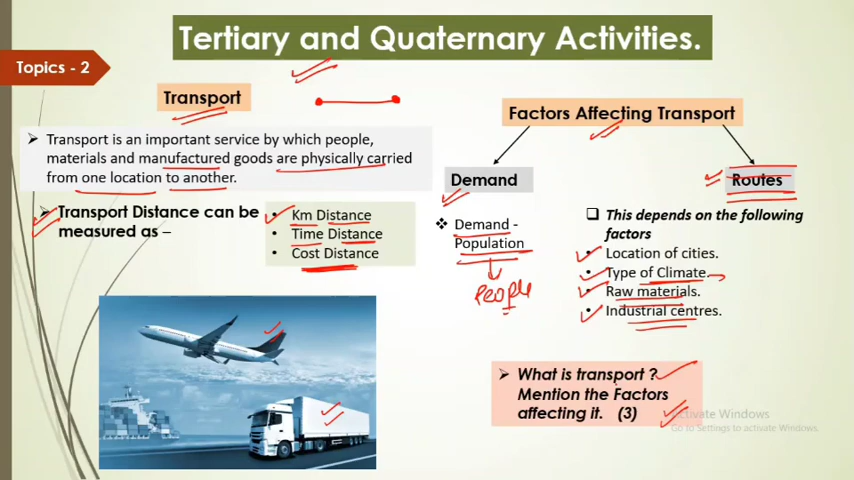 Tertiary and Quaternary Activities.
Topics - 2
Transport
Transport is an important service by which people,
materials and manufactured goods are physically carried
from one location to another.
Transport Distance can be
measured as –
Km Distance
Time Distance
Cost Distance
Factors Affecting Transport
Demand
Demand -
Population
People
Routes
This depends on the following
factors
Location of cities.
Type of Climate.
Raw materials.
Industrial centres.
What is transport ?
Mention the Factors
affecting it. (3)
Activate Windows
Go to Settings to activate Windows.